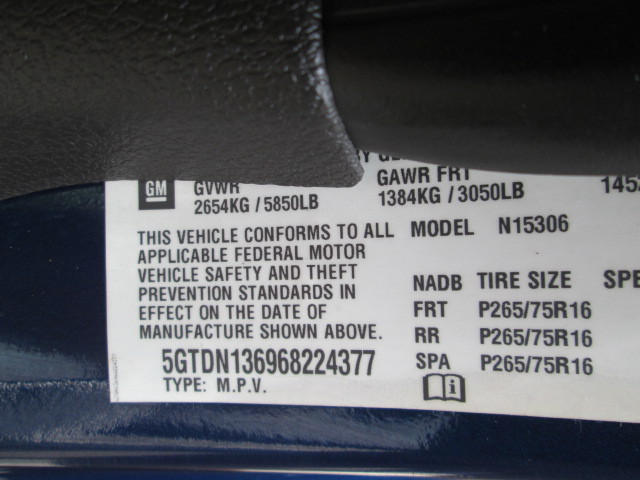 GM GVWR GAWR FRT
2654KG / 5850LB 1384KG / 3050LB
THIS VEHICLE CONFORMS TO ALL MODEL N15306
APPLICABLE FEDERAL MOTOR
VEHICLE SAFETY AND THEFT NADB TIRE SIZE
PREVENTION STANDARDS IN FRT P265/75R16
EFFECT ON THE DATE OF RR P265/75R16
MANUFACTURE SHOWN ABOVE. SPA P265/75R16
5GTDN136968224377
TYPE: M.P.V.